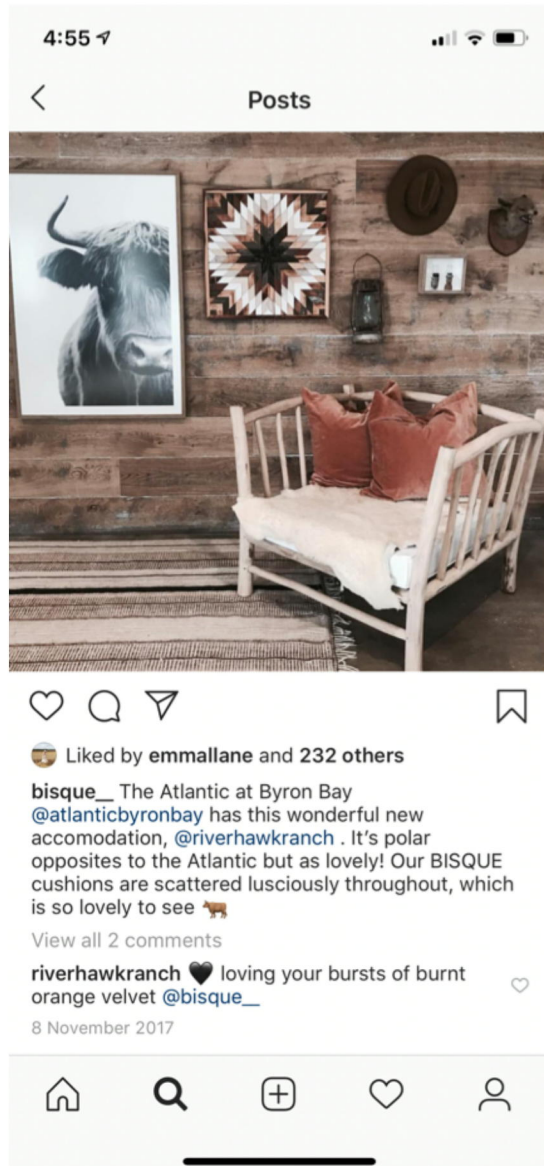 4:55
Posts
Liked by emmallane and 232 others
bisque__ The Atlantic at Byron Bay
@atlanticbyronbay has this wonderful new
accomodation, @riverhawkranch . It's polar
opposites to the Atlantic but as lovely! Our BISQUE
cushions are scattered lusciously throughout, which
is so lovely to see 🐂
View all 2 comments
riverhawkranch 🖤 loving your bursts of burnt
orange velvet @bisque__
8 November 2017